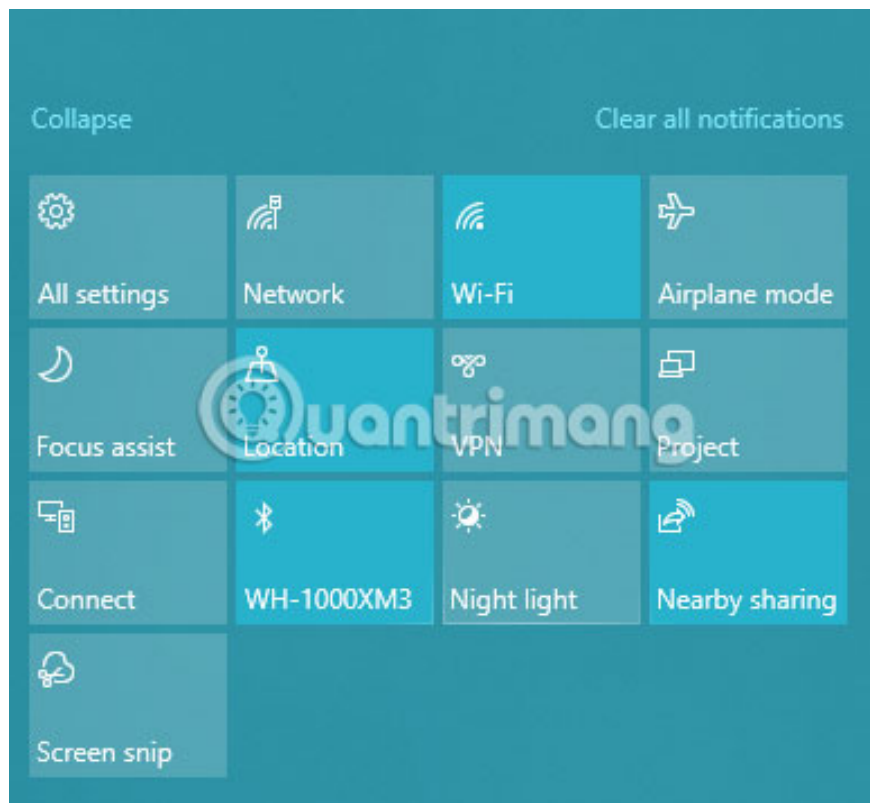 Collapse
Clear all notifications
All settings
Network
Wi-Fi
Airplane mode
Focus assist
Location
VPN
Project
Quantrimang
Connect
WH-1000XM3
Night light
Nearby sharing
Screen snip